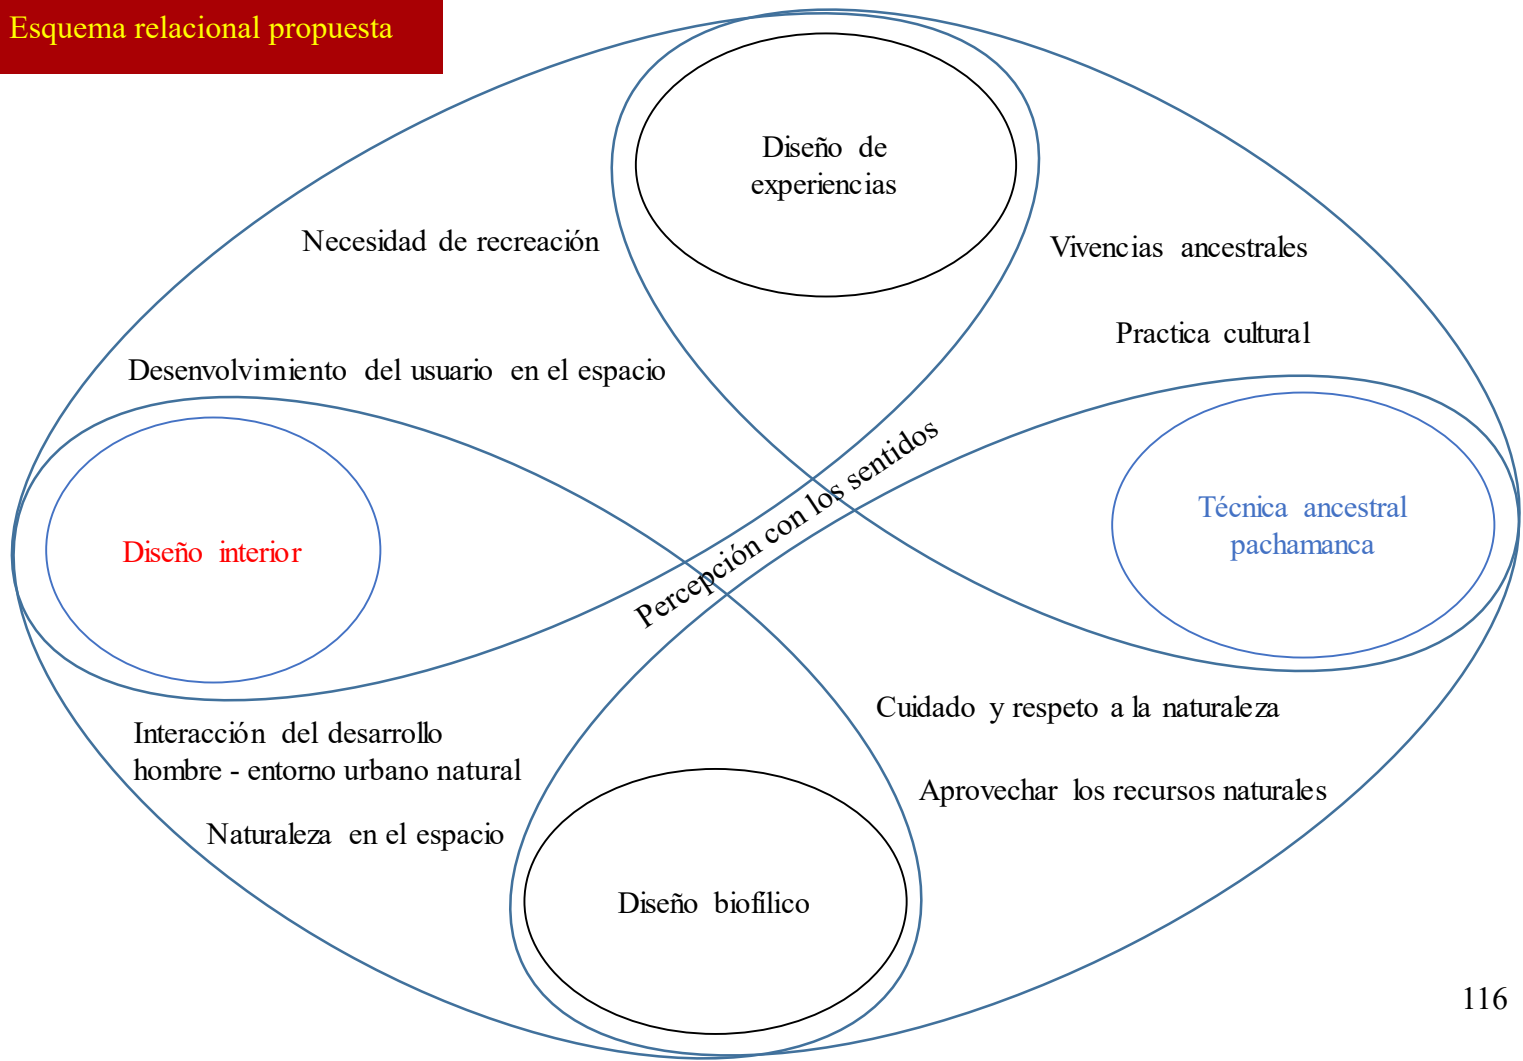 Esquema relacional propuesta
Diseño de
experiencias
Necesidad de recreación
Vivencias ancestrales
Practica cultural
Desenvolvimiento del usuario en el espacio
Percepción con los sentidos
Técnica ancestral
pachamanca
Diseño interior
Cuidado y respeto a la naturaleza
Interacción del desarrollo
hombre - entorno urbano natural
Aprovechar los recursos naturales
Naturaleza en el espacio
Diseño biofílico
116